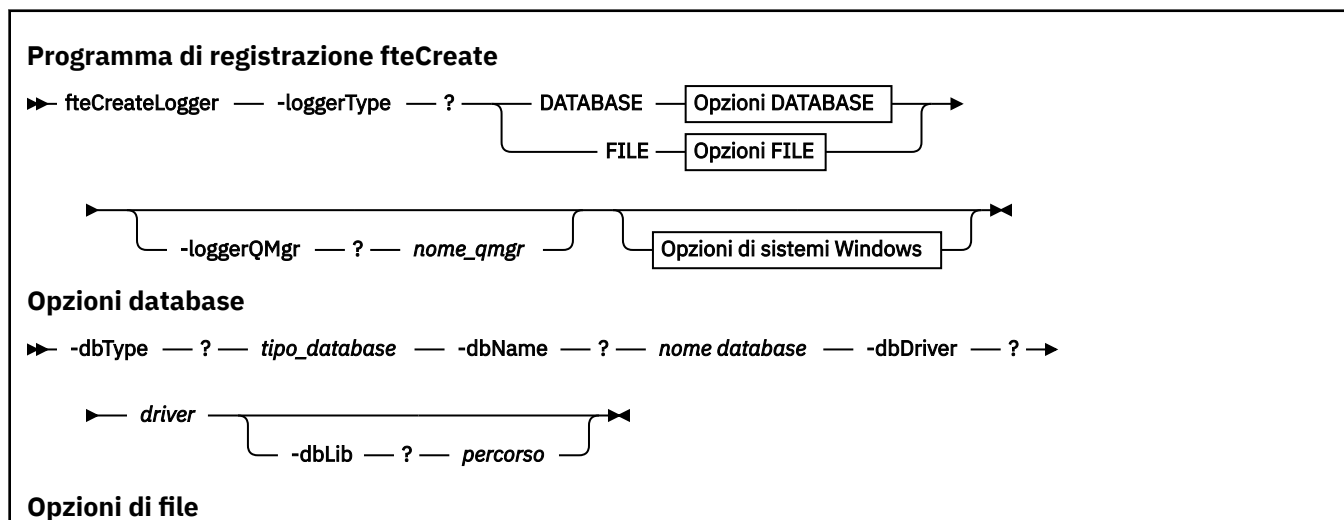 Programma di registrazione fteCreate
fteCreateLogger -loggerType ? DATABASE Opzioni DATABASE
FILE Opzioni FILE
-loggerQMgr ? nome_qmgr Opzioni di sistemi Windows
Opzioni database
-dbType ? tipo_database -dbName ? nome database -dbDriver ?
driver
-dbLib ? percorso
Opzioni di file